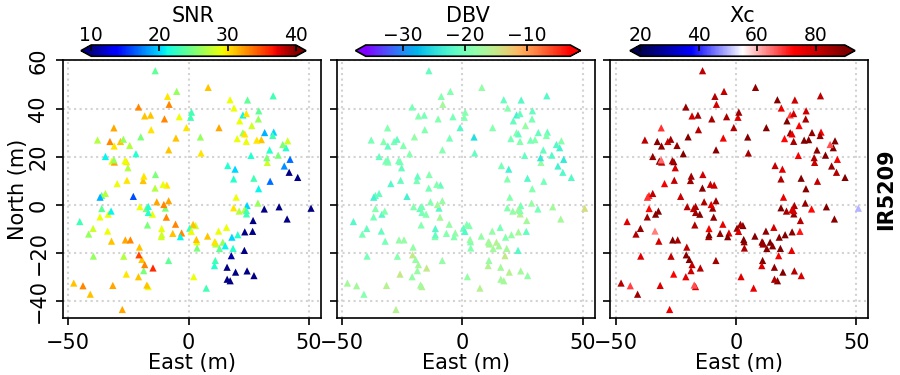 SNR DBV Xc
10 20 30 40 −30 −20 −10 20 40 60 80
60
40
20
0
−20
−40
North (m)
IR5209
−50 0 50 −50 0 50 −50 0 50
East (m) East (m) East (m)